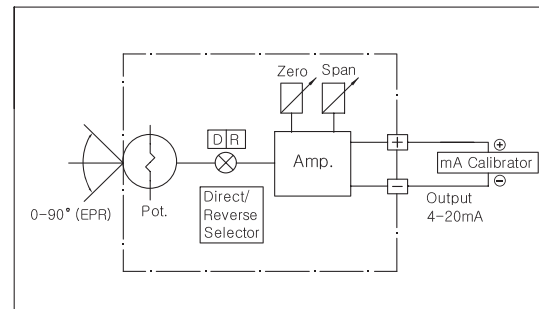 Zero Span
D R
Amp.
+
−
⊕
mA Calibrator
⊖
0-90° (EPR)
Pot.
Direct/
Reverse
Selector
Output
4-20mA